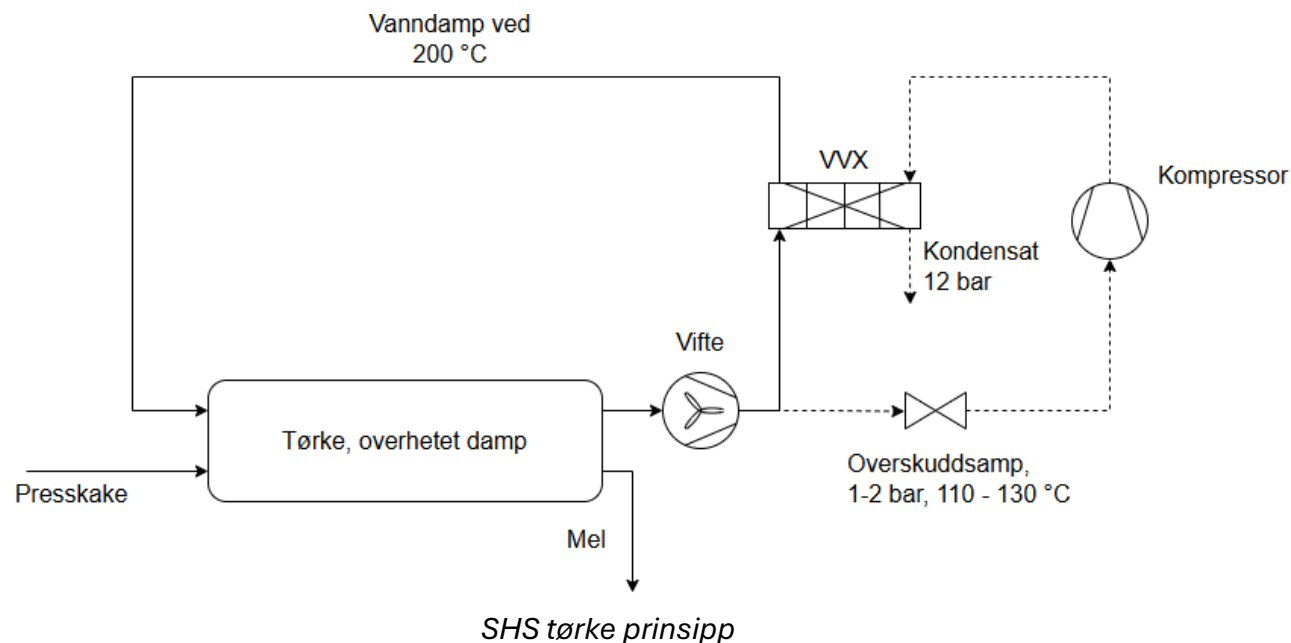 Vanndamp ved
200 °C
VVX
Kompressor
Kondensat
12 bar
Vifte
Tørke, overhetet damp
Presskake
Overskuddsamp,
1-2 bar, 110 - 130 °C
Mel
SHS tørke prinsipp